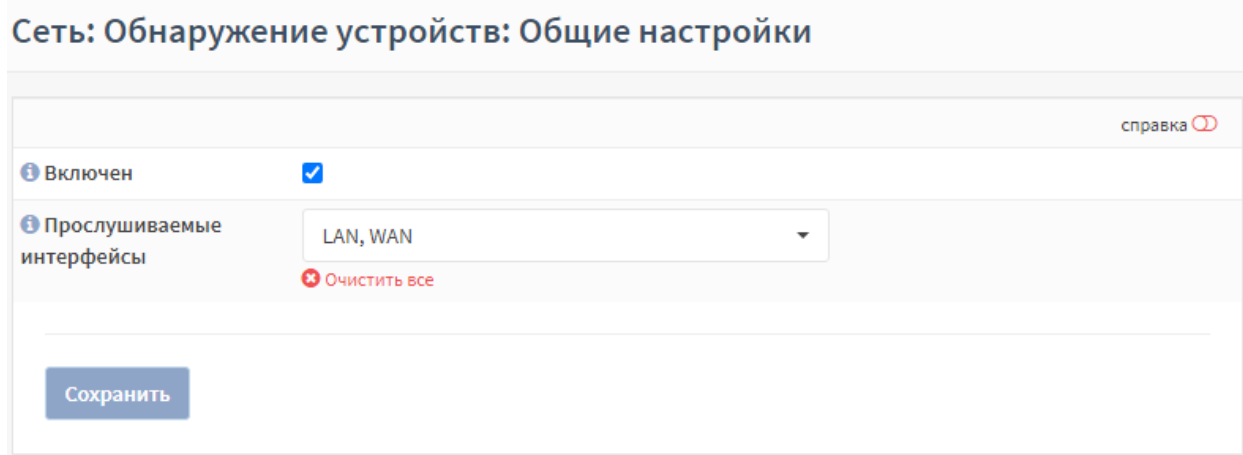 Сеть: Обнаружение устройств: Общие настройки
справка
Включен
Прослушиваемые
интерфейсы
LAN, WAN
Очистить все
Сохранить